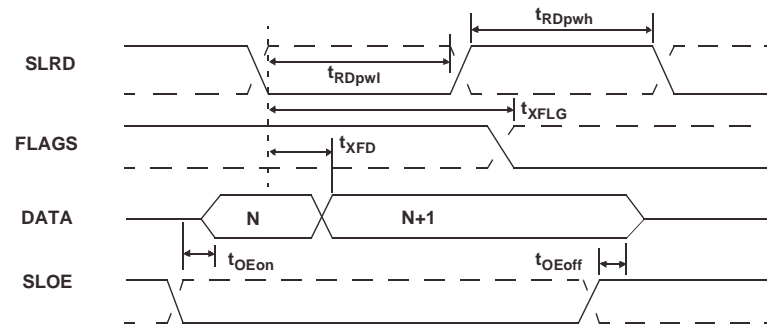 tRDpwh
SLRD
tRDpwl
tXFLG
FLAGS
tXFD
DATA
N
N+1
tOEon
tOEoff
SLOE